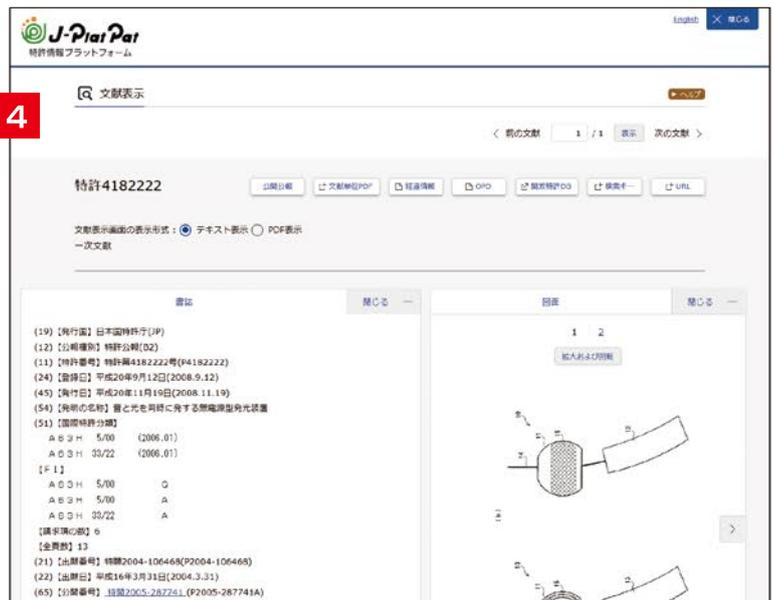 J-PlatPat
特許情報プラットフォーム
English
閉じる
文献表示
ヘルプ
4
前の文献 1 / 1 表示 次の文献
特許4182222
公開公報 文献単位PDF 経過情報 OPD 開放特許DB 検索キー URL
文献表示画面の表示形式： テキスト表示 PDF表示
一次文献
書誌 閉じる
図面 閉じる
(19)【発行国】日本国特許庁(JP)
(12)【公報種別】特許公報(B2)
(11)【特許番号】特許第4182222号(P4182222)
(24)【登録日】平成20年9月12日(2008.9.12)
(45)【発行日】平成20年11月19日(2008.11.19)
(54)【発明の名称】音と光を同時に発する無電源型発光装置
(51)【国際特許分類】
A63H 5/00 (2006.01)
A63H 33/22 (2006.01)
【FI】
A63H 5/00 Q
A63H 5/00 A
A63H 33/22 A
【請求項の数】6
【全頁数】13
(21)【出願番号】特願2004-106468(P2004-106468)
(22)【出願日】平成16年3月31日(2004.3.31)
(65)【公開番号】特開2005-287741(P2005-287741A)
1 2
拡大および回転